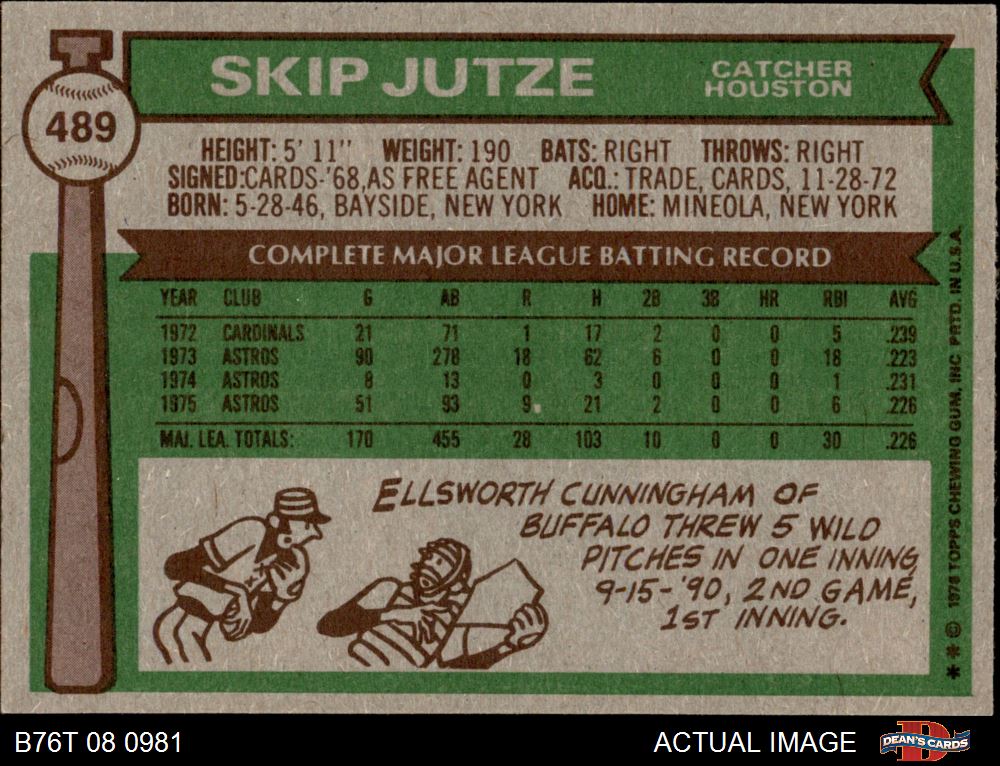 489
SKIP JUTZE
CATCHER
HOUSTON
HEIGHT: 5' 11" WEIGHT: 190 BATS: RIGHT THROWS: RIGHT
SIGNED:CARDS-'68,AS FREE AGENT ACQ.: TRADE, CARDS, 11-28-72
BORN: 5-28-46, BAYSIDE, NEW YORK HOME: MINEOLA, NEW YORK
COMPLETE MAJOR LEAGUE BATTING RECORD
YEAR CLUB G AB R H 2B 3B HR RBI AVG
1972 CARDINALS 21 71 1 17 2 0 0 5 .239
1973 ASTROS 90 278 18 62 6 0 0 18 .223
1974 ASTROS 8 13 0 3 0 0 0 1 .231
1975 ASTROS 51 93 9 21 2 0 0 6 .226
MAJ. LEA. TOTALS: 170 455 28 103 10 0 0 30 .226
ELLSWORTH CUNNINGHAM OF
BUFFALO THREW 5 WILD
PITCHES IN ONE INNING,
9-15-'90, 2ND GAME,
1ST INNING.
* * © 1976 TOPPS CHEWING GUM, INC. PRTD. IN U.S.A.
B76T 08 0981
ACTUAL IMAGE
D
DEAN'S CARDS